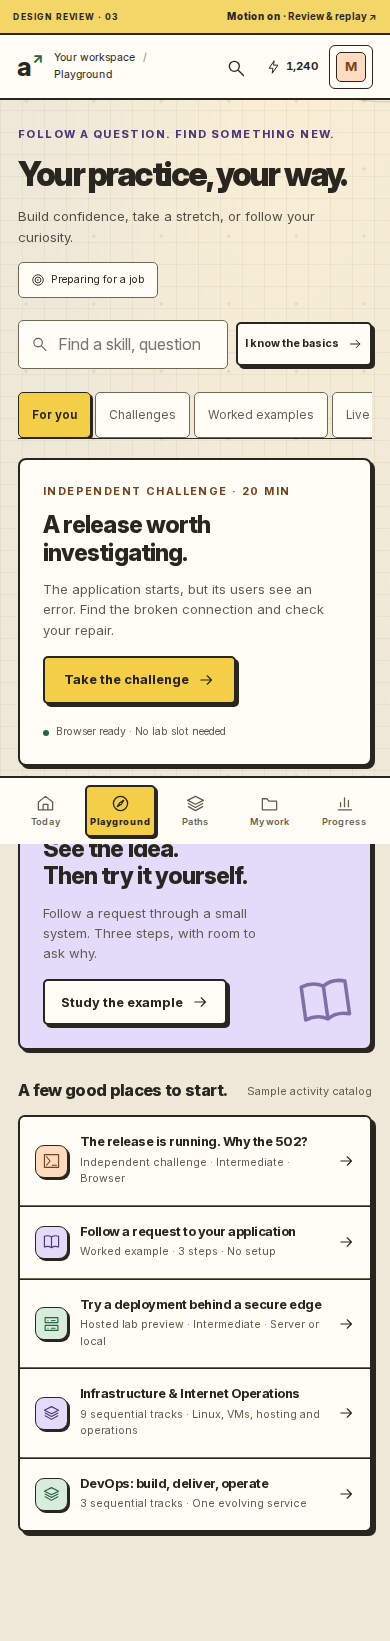 DESIGN REVIEW · 03
Motion on · Review & replay ↗
a↗
Your workspace /
Playground
1,240
M
FOLLOW A QUESTION. FIND SOMETHING NEW.
Your practice, your way.
Build confidence, take a stretch, or follow your
curiosity.
Preparing for a job
Find a skill, question
I know the basics →
For you
Challenges
Worked examples
Live
INDEPENDENT CHALLENGE · 20 MIN
A release worth
investigating.
The application starts, but its users see an
error. Find the broken connection and check
your repair.
Take the challenge →
Browser ready · No lab slot needed
Today
Playground
Paths
My work
Progress
See the idea.
Then try it yourself.
Follow a request through a small
system. Three steps, with room to
ask why.
Study the example →
A few good places to start.
Sample activity catalog
The release is running. Why the 502?
Independent challenge · Intermediate ·
Browser
Follow a request to your application
Worked example · 3 steps · No setup
Try a deployment behind a secure edge
Hosted lab preview · Intermediate · Server or
local
Infrastructure & Internet Operations
9 sequential tracks · Linux, VMs, hosting and
operations
DevOps: build, deliver, operate
3 sequential tracks · One evolving service